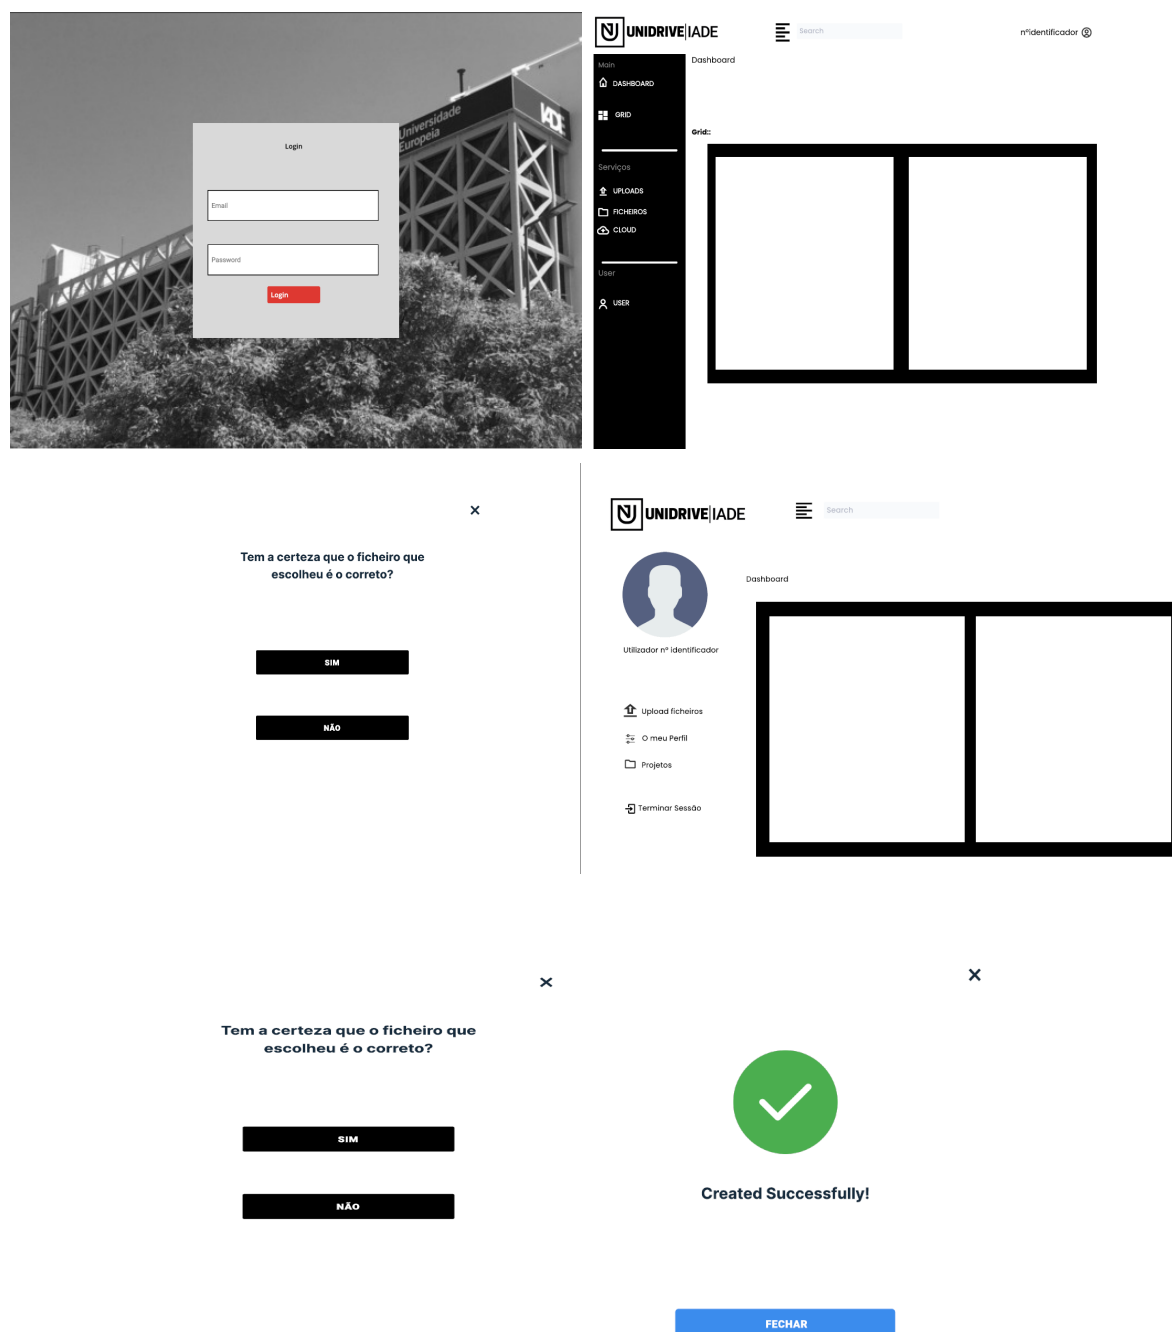 Login
Email
Password
Login
Universidade
Europeia
IADE
UNIDRIVE|IADE
Search
nºidentificador
Main
DASHBOARD
GRID
Serviços
UPLOADS
FICHEIROS
CLOUD
User
USER
Dashboard
Grid::
Tem a certeza que o ficheiro que
escolheu é o correto?
SIM
NÃO
UNIDRIVE|IADE
Search
Utilizador nº identificador
Upload ficheiros
O meu Perfil
Projetos
Terminar Sessão
Dashboard
Tem a certeza que o ficheiro que
escolheu é o correto?
SIM
NÃO
Created Successfully!
FECHAR